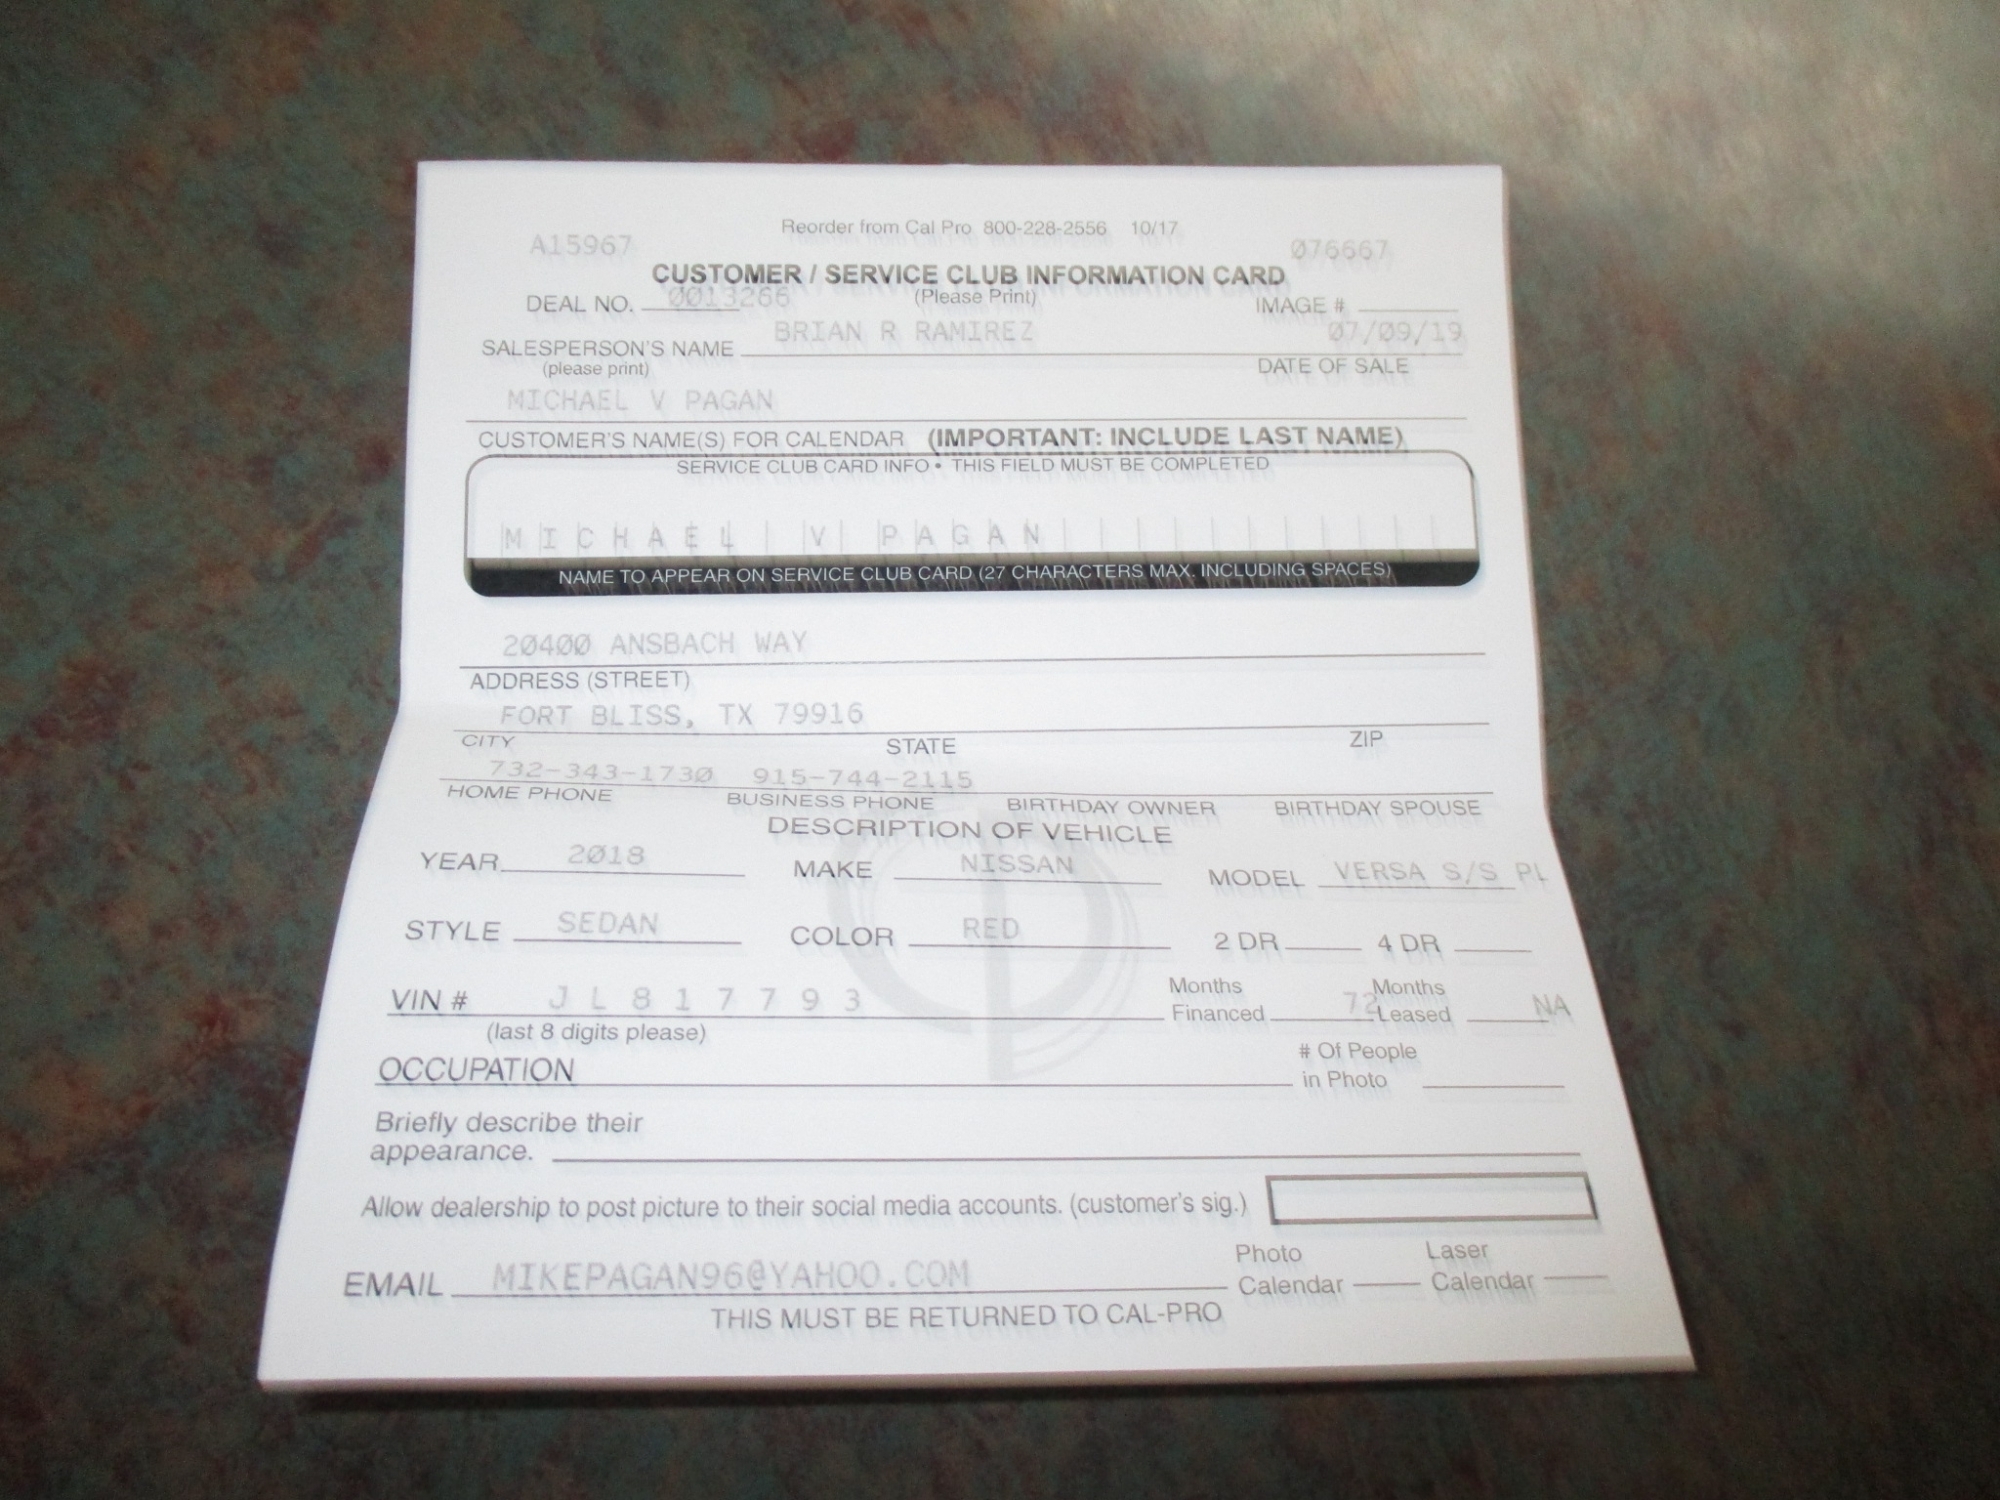 Reorder from Cal Pro 800-228-2556 10/17
A15967 076667
CUSTOMER / SERVICE CLUB INFORMATION CARD
DEAL NO. 0013266 (Please Print) IMAGE #
SALESPERSON'S NAME BRIAN R RAMIREZ 07/09/19
(please print) DATE OF SALE
MICHAEL V PAGAN
CUSTOMER'S NAME(S) FOR CALENDAR (IMPORTANT: INCLUDE LAST NAME)
SERVICE CLUB CARD INFO • THIS FIELD MUST BE COMPLETED
MICHAEL V PAGAN
NAME TO APPEAR ON SERVICE CLUB CARD (27 CHARACTERS MAX. INCLUDING SPACES)
20400 ANSBACH WAY
ADDRESS (STREET)
FORT BLISS, TX 79916
CITY STATE ZIP
732-343-1730 915-744-2115
HOME PHONE BUSINESS PHONE BIRTHDAY OWNER BIRTHDAY SPOUSE
DESCRIPTION OF VEHICLE
YEAR 2018 MAKE NISSAN MODEL VERSA S/S PL
STYLE SEDAN COLOR RED 2 DR 4 DR
VIN # J L 8 1 7 7 9 3 Months Financed 72 Months Leased NA
(last 8 digits please)
OCCUPATION # Of People in Photo
Briefly describe their
appearance.
Allow dealership to post picture to their social media accounts. (customer's sig.)
EMAIL MIKEPAGAN96@YAHOO.COM Photo Calendar Laser Calendar
THIS MUST BE RETURNED TO CAL-PRO